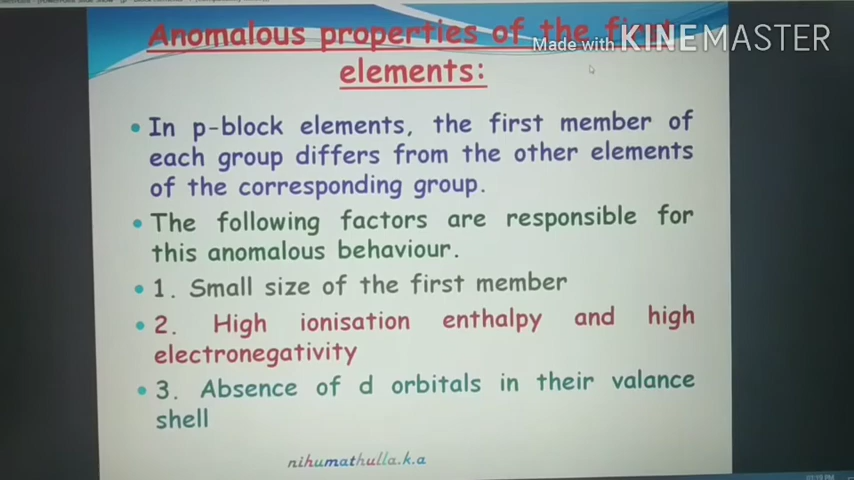 Anomalous properties of the first
Made with KINEMASTER
elements:
In p-block elements, the first member of
each group differs from the other elements
of the corresponding group.
The following factors are responsible for
this anomalous behaviour.
1. Small size of the first member
2. High ionisation enthalpy and high
electronegativity
3. Absence of d orbitals in their valance
shell
nihumathulla.k.a